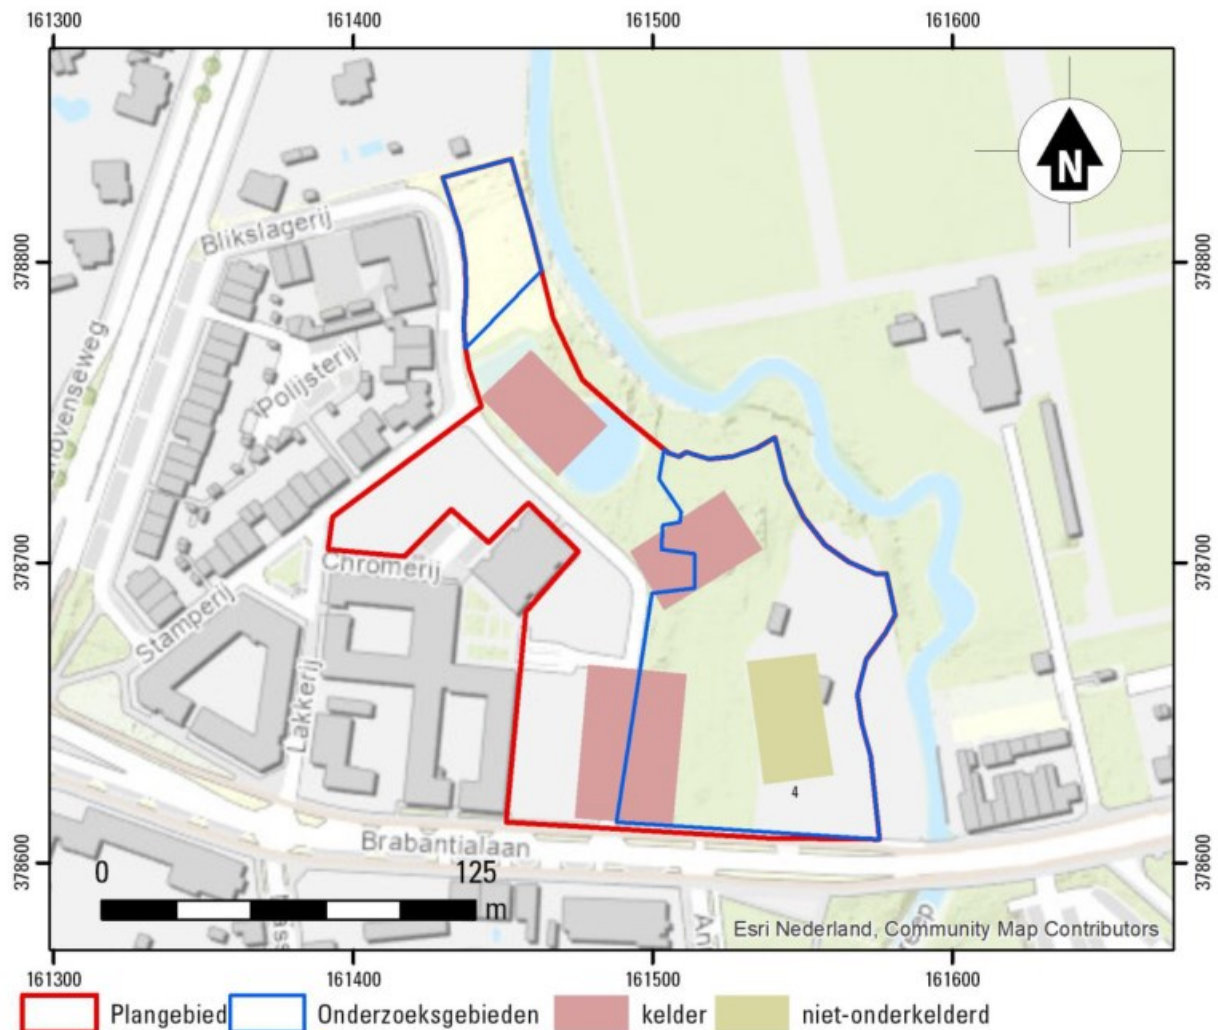 161300 161400 161500 161600
N
Blikslagerij
378800 378800
Polijsterij
378700 378700
Chromerij
Stamperij
Lakkerij
4
Brabantialaan
378600 378600
0 125
m
Esri Nederland, Community Map Contributors
161300 161400 161500 161600
Plangebied Onderzoeksgebieden kelder niet-onderkelderd